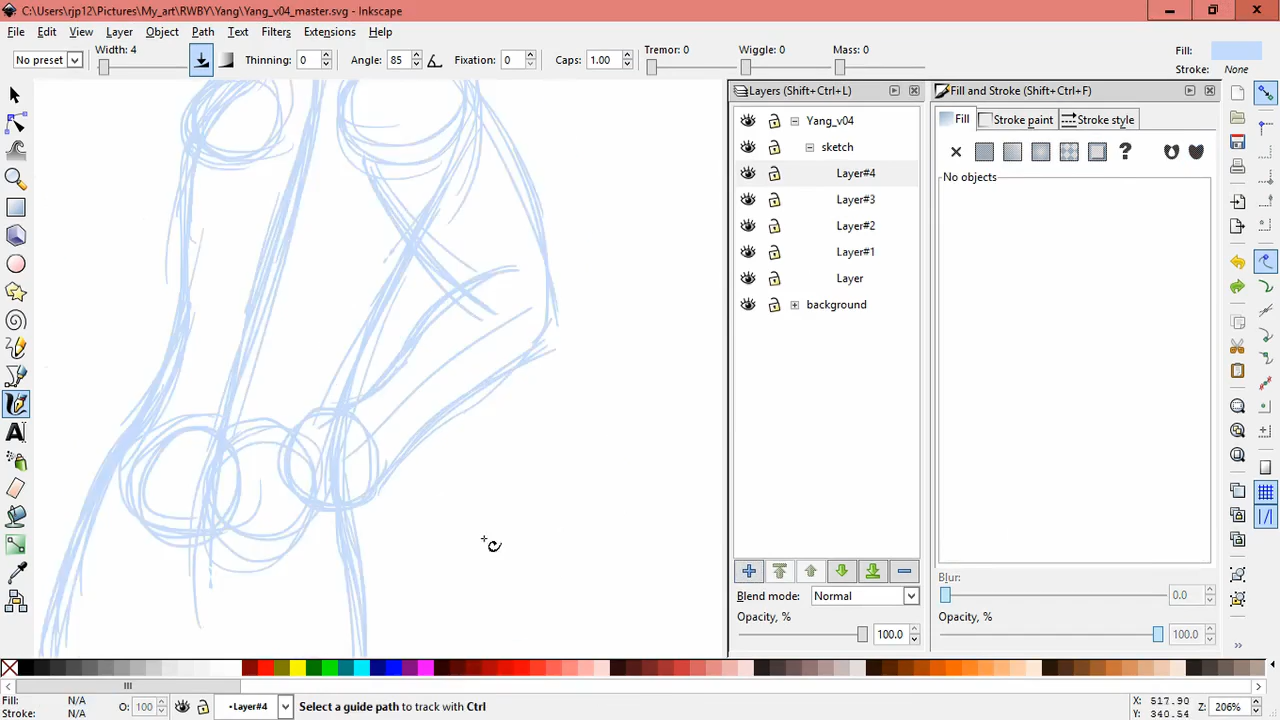 C:\Users\rjp12\Pictures\My_art\RWBY\Yang\Yang_v04_master.svg - Inkscape
File Edit View Layer Object Path Text Filters Extensions Help
No preset Width: 4 Thinning: 0 Angle: 85 Fixation: 0 Caps: 1.00 Tremor: 0 Wiggle: 0 Mass: 0 Fill: Stroke: None
Layers (Shift+Ctrl+L)
Yang_v04
sketch
Layer#4
Layer#3
Layer#2
Layer#1
Layer
background
Blend mode: Normal
Opacity, %
100.0
Fill and Stroke (Shift+Ctrl+F)
Fill Stroke paint Stroke style
?
No objects
Blur:
0.0
Opacity, %
100.0
Fill: N/A
Stroke: N/A
O: 100
•Layer#4
Select a guide path to track with Ctrl
X: 517.90
Y: 340.54
Z: 206%